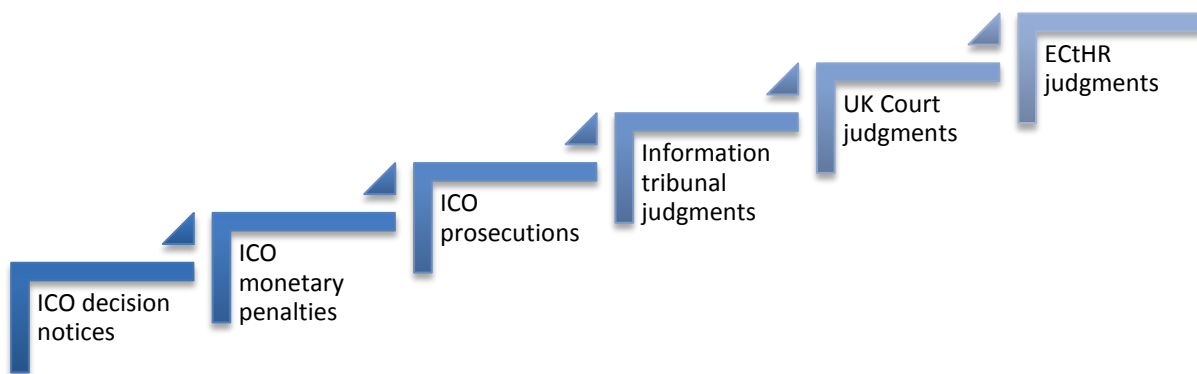 ICO decision
notices
ICO
monetary
penalties
ICO
prosecutions
Information
tribunal
judgments
UK Court
judgments
ECtHR
judgments